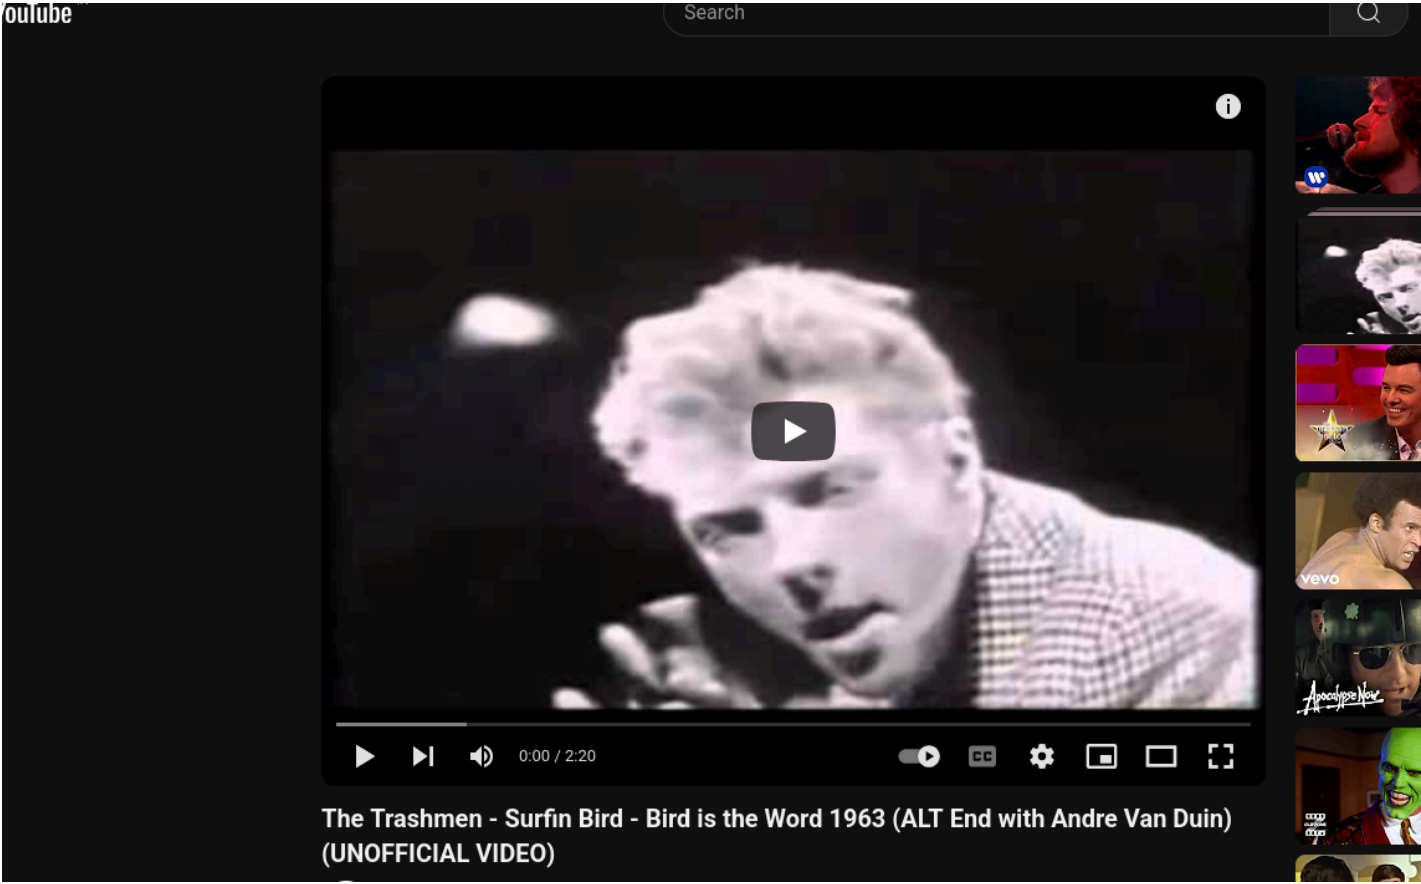 ouTube
Search
0:00 / 2:20
CC
The Trashmen - Surfin Bird - Bird is the Word 1963 (ALT End with Andre Van Duin)
(UNOFFICIAL VIDEO)
vevo
Apocalypse Now